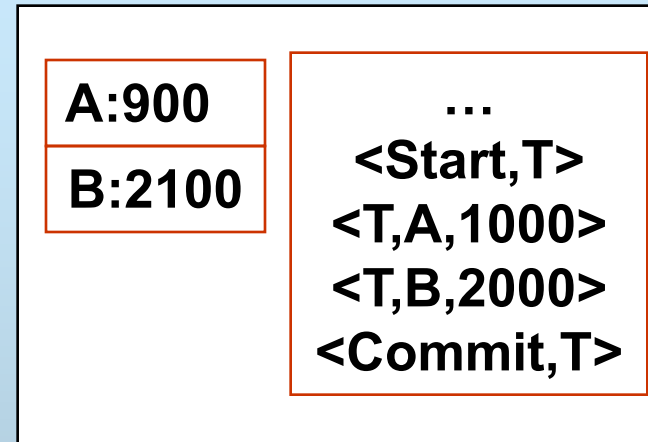 A:900
B:2100
...
<Start,T>
<T,A,1000>
<T,B,2000>
<Commit,T>